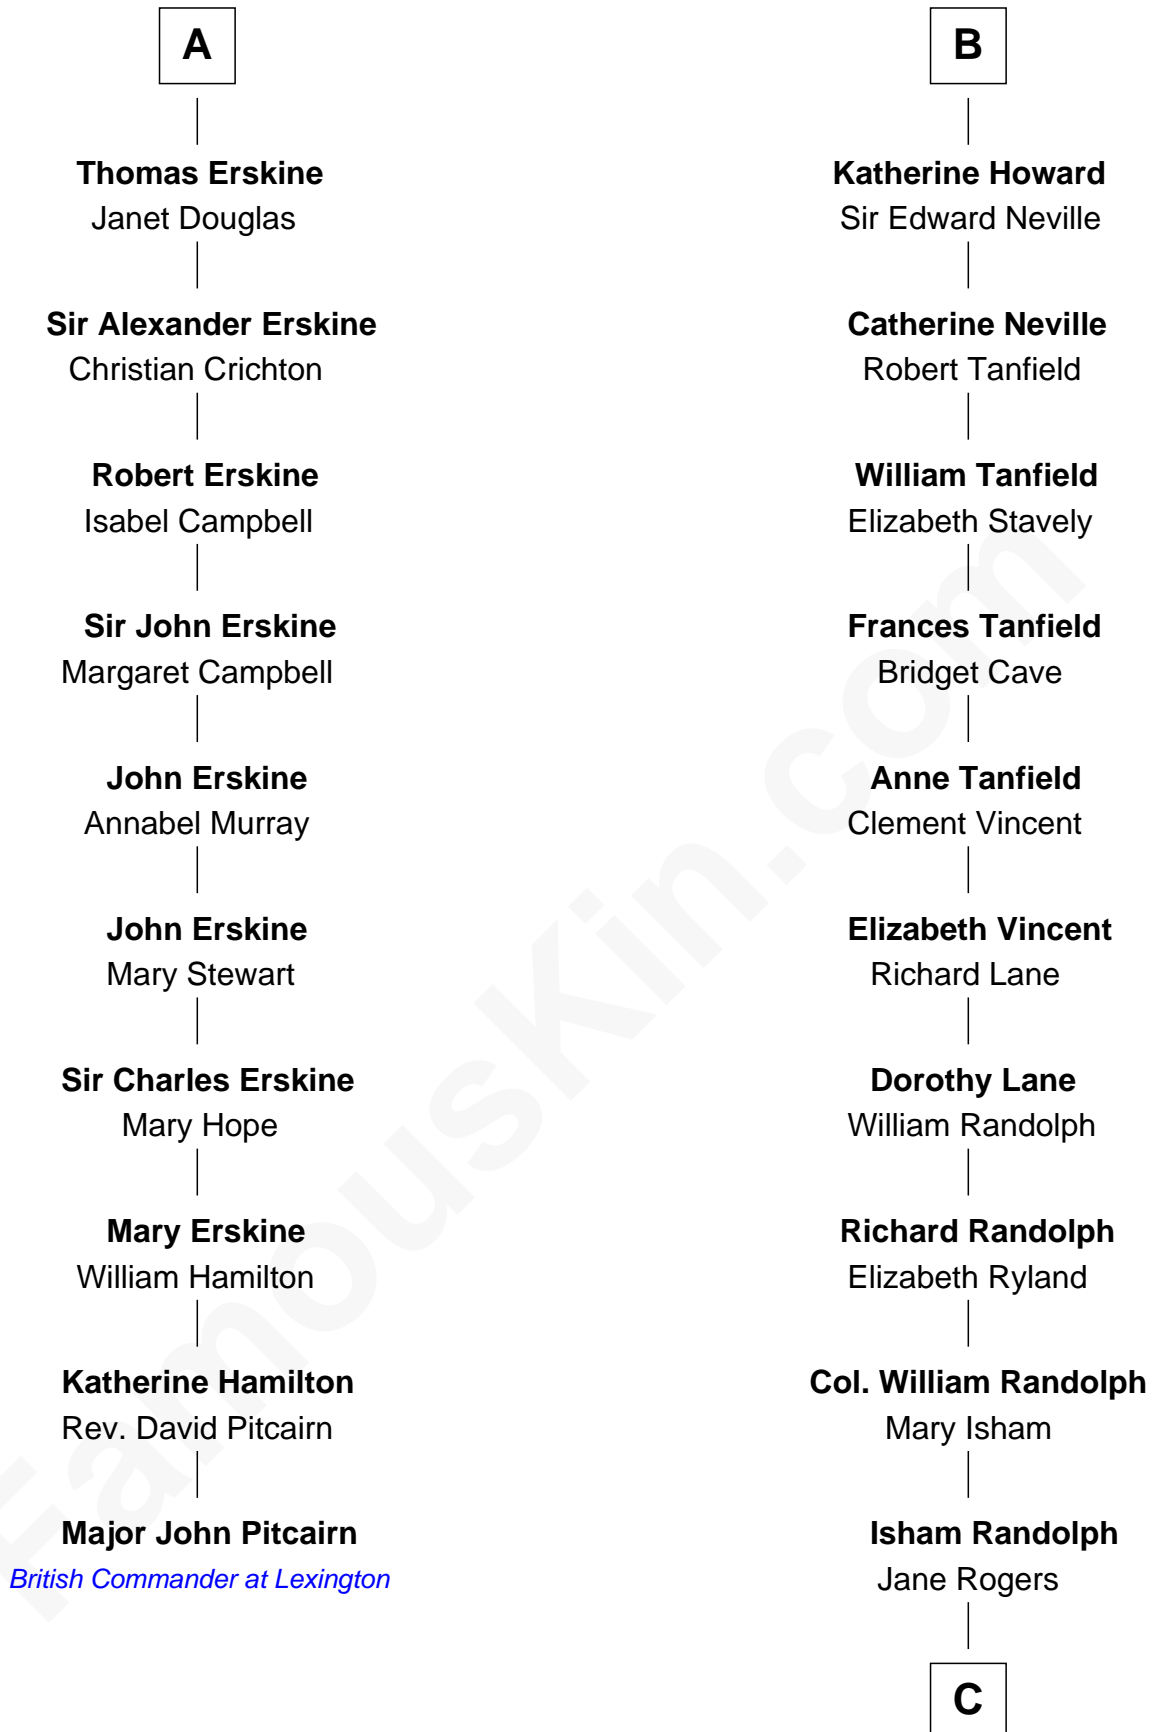 A
Thomas Erskine
Janet Douglas
Sir Alexander Erskine
Christian Crichton
Robert Erskine
Isabel Campbell
Sir John Erskine
Margaret Campbell
John Erskine
Annabel Murray
John Erskine
Mary Stewart
Sir Charles Erskine
Mary Hope
Mary Erskine
William Hamilton
Katherine Hamilton
Rev. David Pitcairn
Major John Pitcairn
British Commander at Lexington
B
Katherine Howard
Sir Edward Neville
Catherine Neville
Robert Tanfield
William Tanfield
Elizabeth Stavely
Frances Tanfield
Bridget Cave
Anne Tanfield
Clement Vincent
Elizabeth Vincent
Richard Lane
Dorothy Lane
William Randolph
Richard Randolph
Elizabeth Ryland
Col. William Randolph
Mary Isham
Isham Randolph
Jane Rogers
C
FamousKin.com